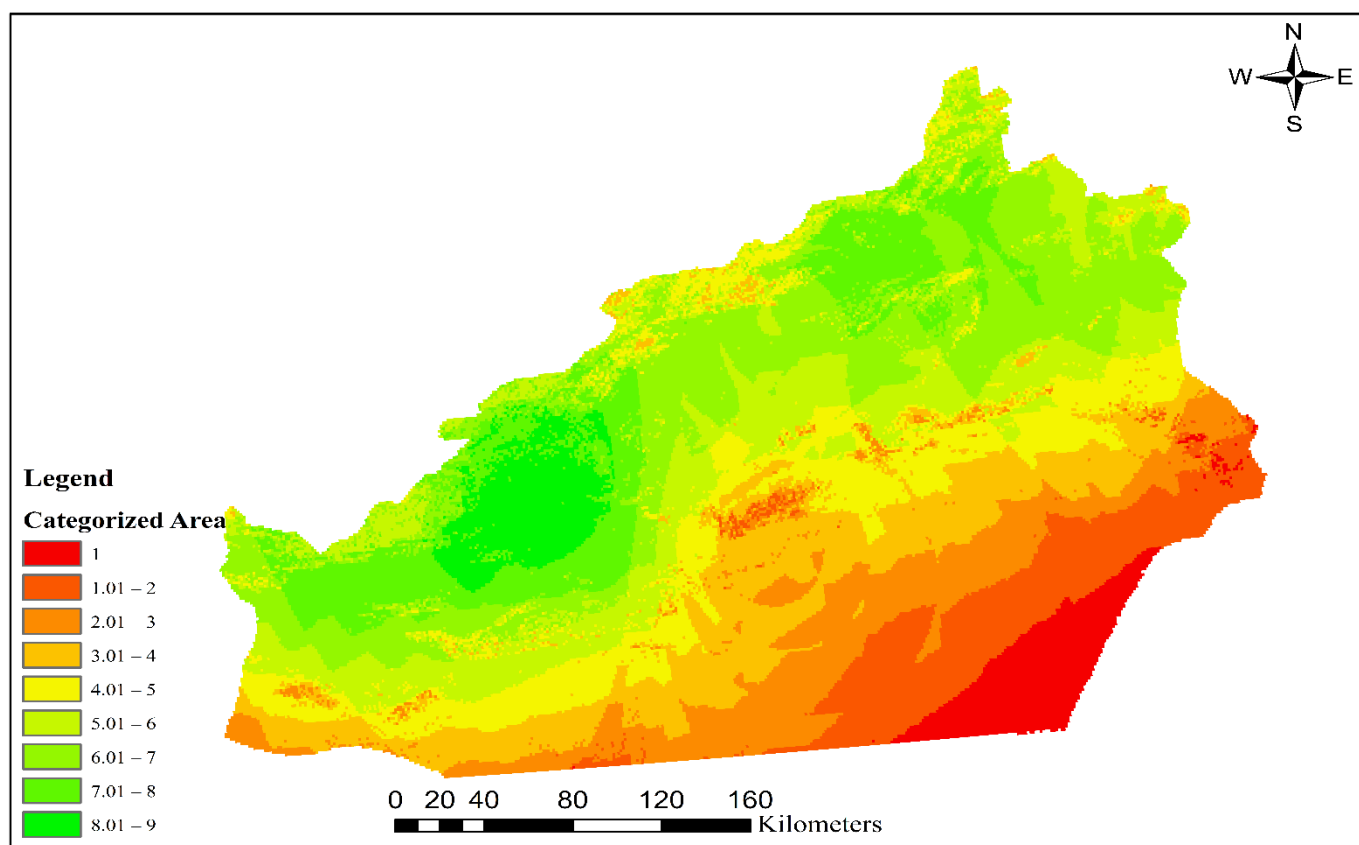 N
W E
S
Legend
Categorized Area
1
1.01 – 2
2.01 – 3
3.01 – 4
4.01 – 5
5.01 – 6
6.01 – 7
7.01 – 8
8.01 – 9
0 20 40 80 120 160
Kilometers